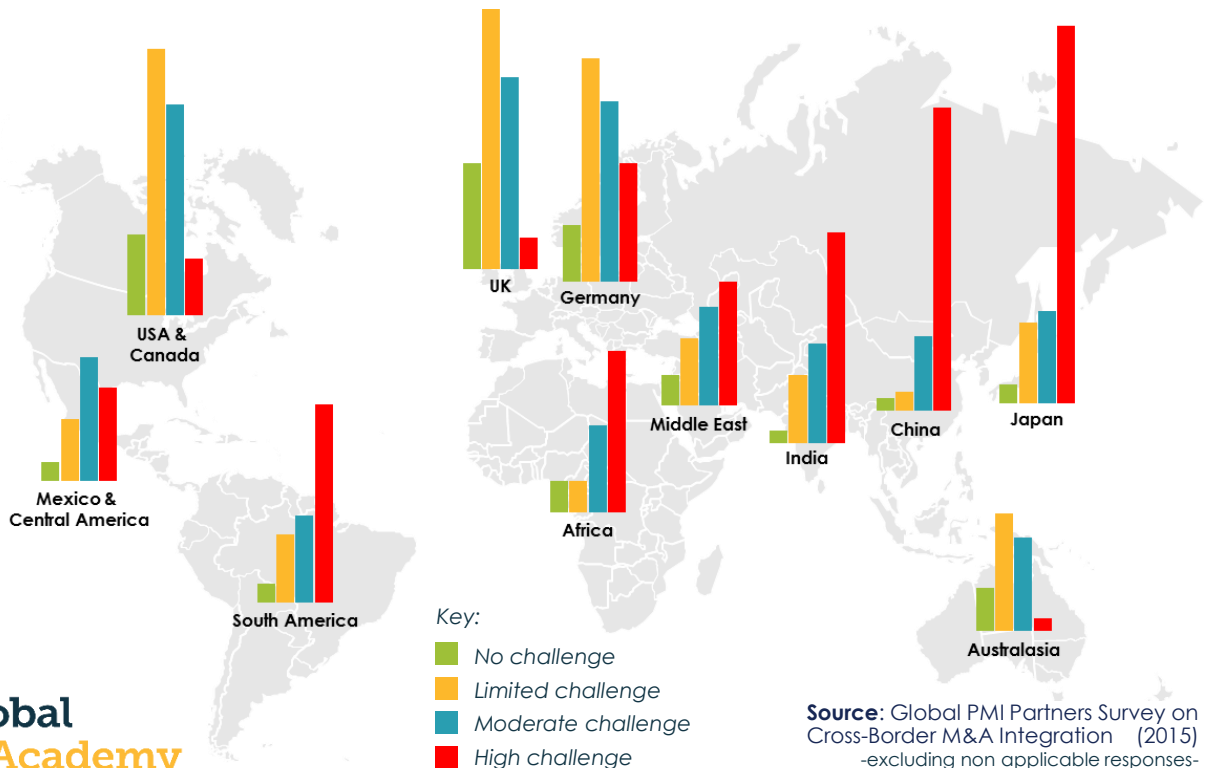 UK
Germany
USA &
Canada
Middle East
China
Japan
India
Mexico &
Central America
Africa
South America
Australasia
Key:
No challenge
Limited challenge
Moderate challenge
High challenge
obal
Academy
Source: Global PMI Partners Survey on
Cross-Border M&A Integration (2015)
-excluding non applicable responses-